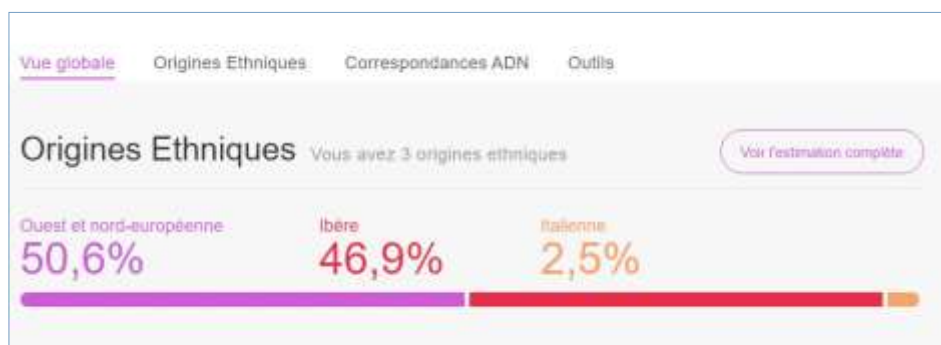 Vue globale Origines Ethniques Correspondances ADN Outils
Origines Ethniques Vous avez 3 origines ethniques Voir l'estimation complète
Ouest et nord-européenne Ibère Italienne
50,6% 46,9% 2,5%